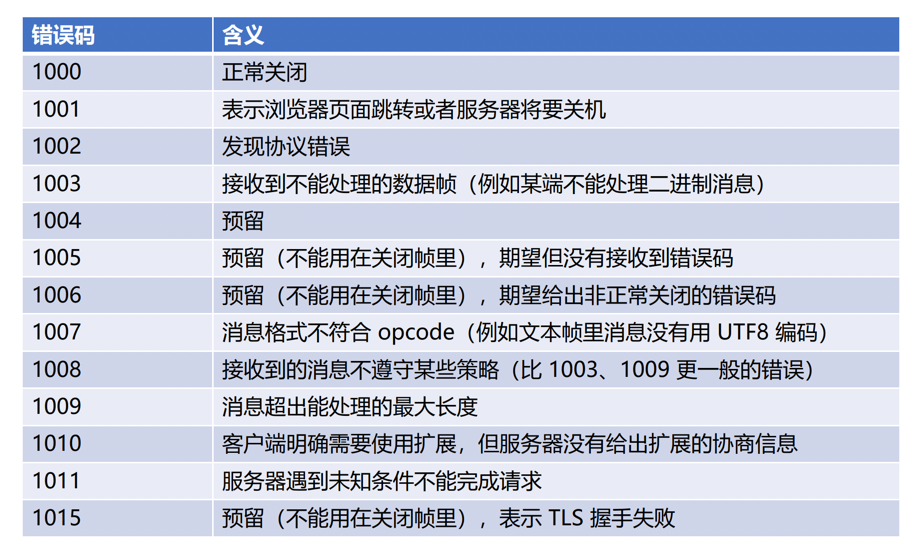 错误码 含义
1000 正常关闭
1001 表示浏览器页面跳转或者服务器将要关机
1002 发现协议错误
1003 接收到不能处理的数据帧（例如某端不能处理二进制消息）
1004 预留
1005 预留（不能用在关闭帧里），期望但没有接收到错误码
1006 预留（不能用在关闭帧里），期望给出非正常关闭的错误码
1007 消息格式不符合 opcode（例如文本帧里消息没有用 UTF8 编码）
1008 接收到的消息不遵守某些策略（比 1003、1009 更一般的错误）
1009 消息超出能处理的最大长度
1010 客户端明确需要使用扩展，但服务器没有给出扩展的协商信息
1011 服务器遇到未知条件不能完成请求
1015 预留（不能用在关闭帧里），表示 TLS 握手失败